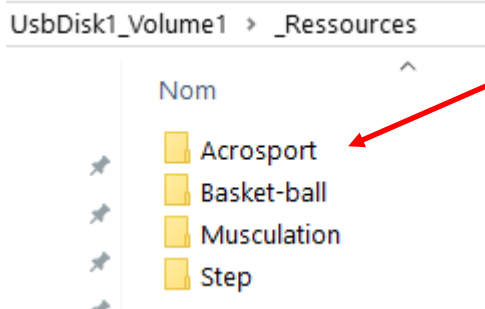 UsbDisk1_Volume1 > _Ressources
Nom
Acrosport
Basket-ball
Musculation
Step